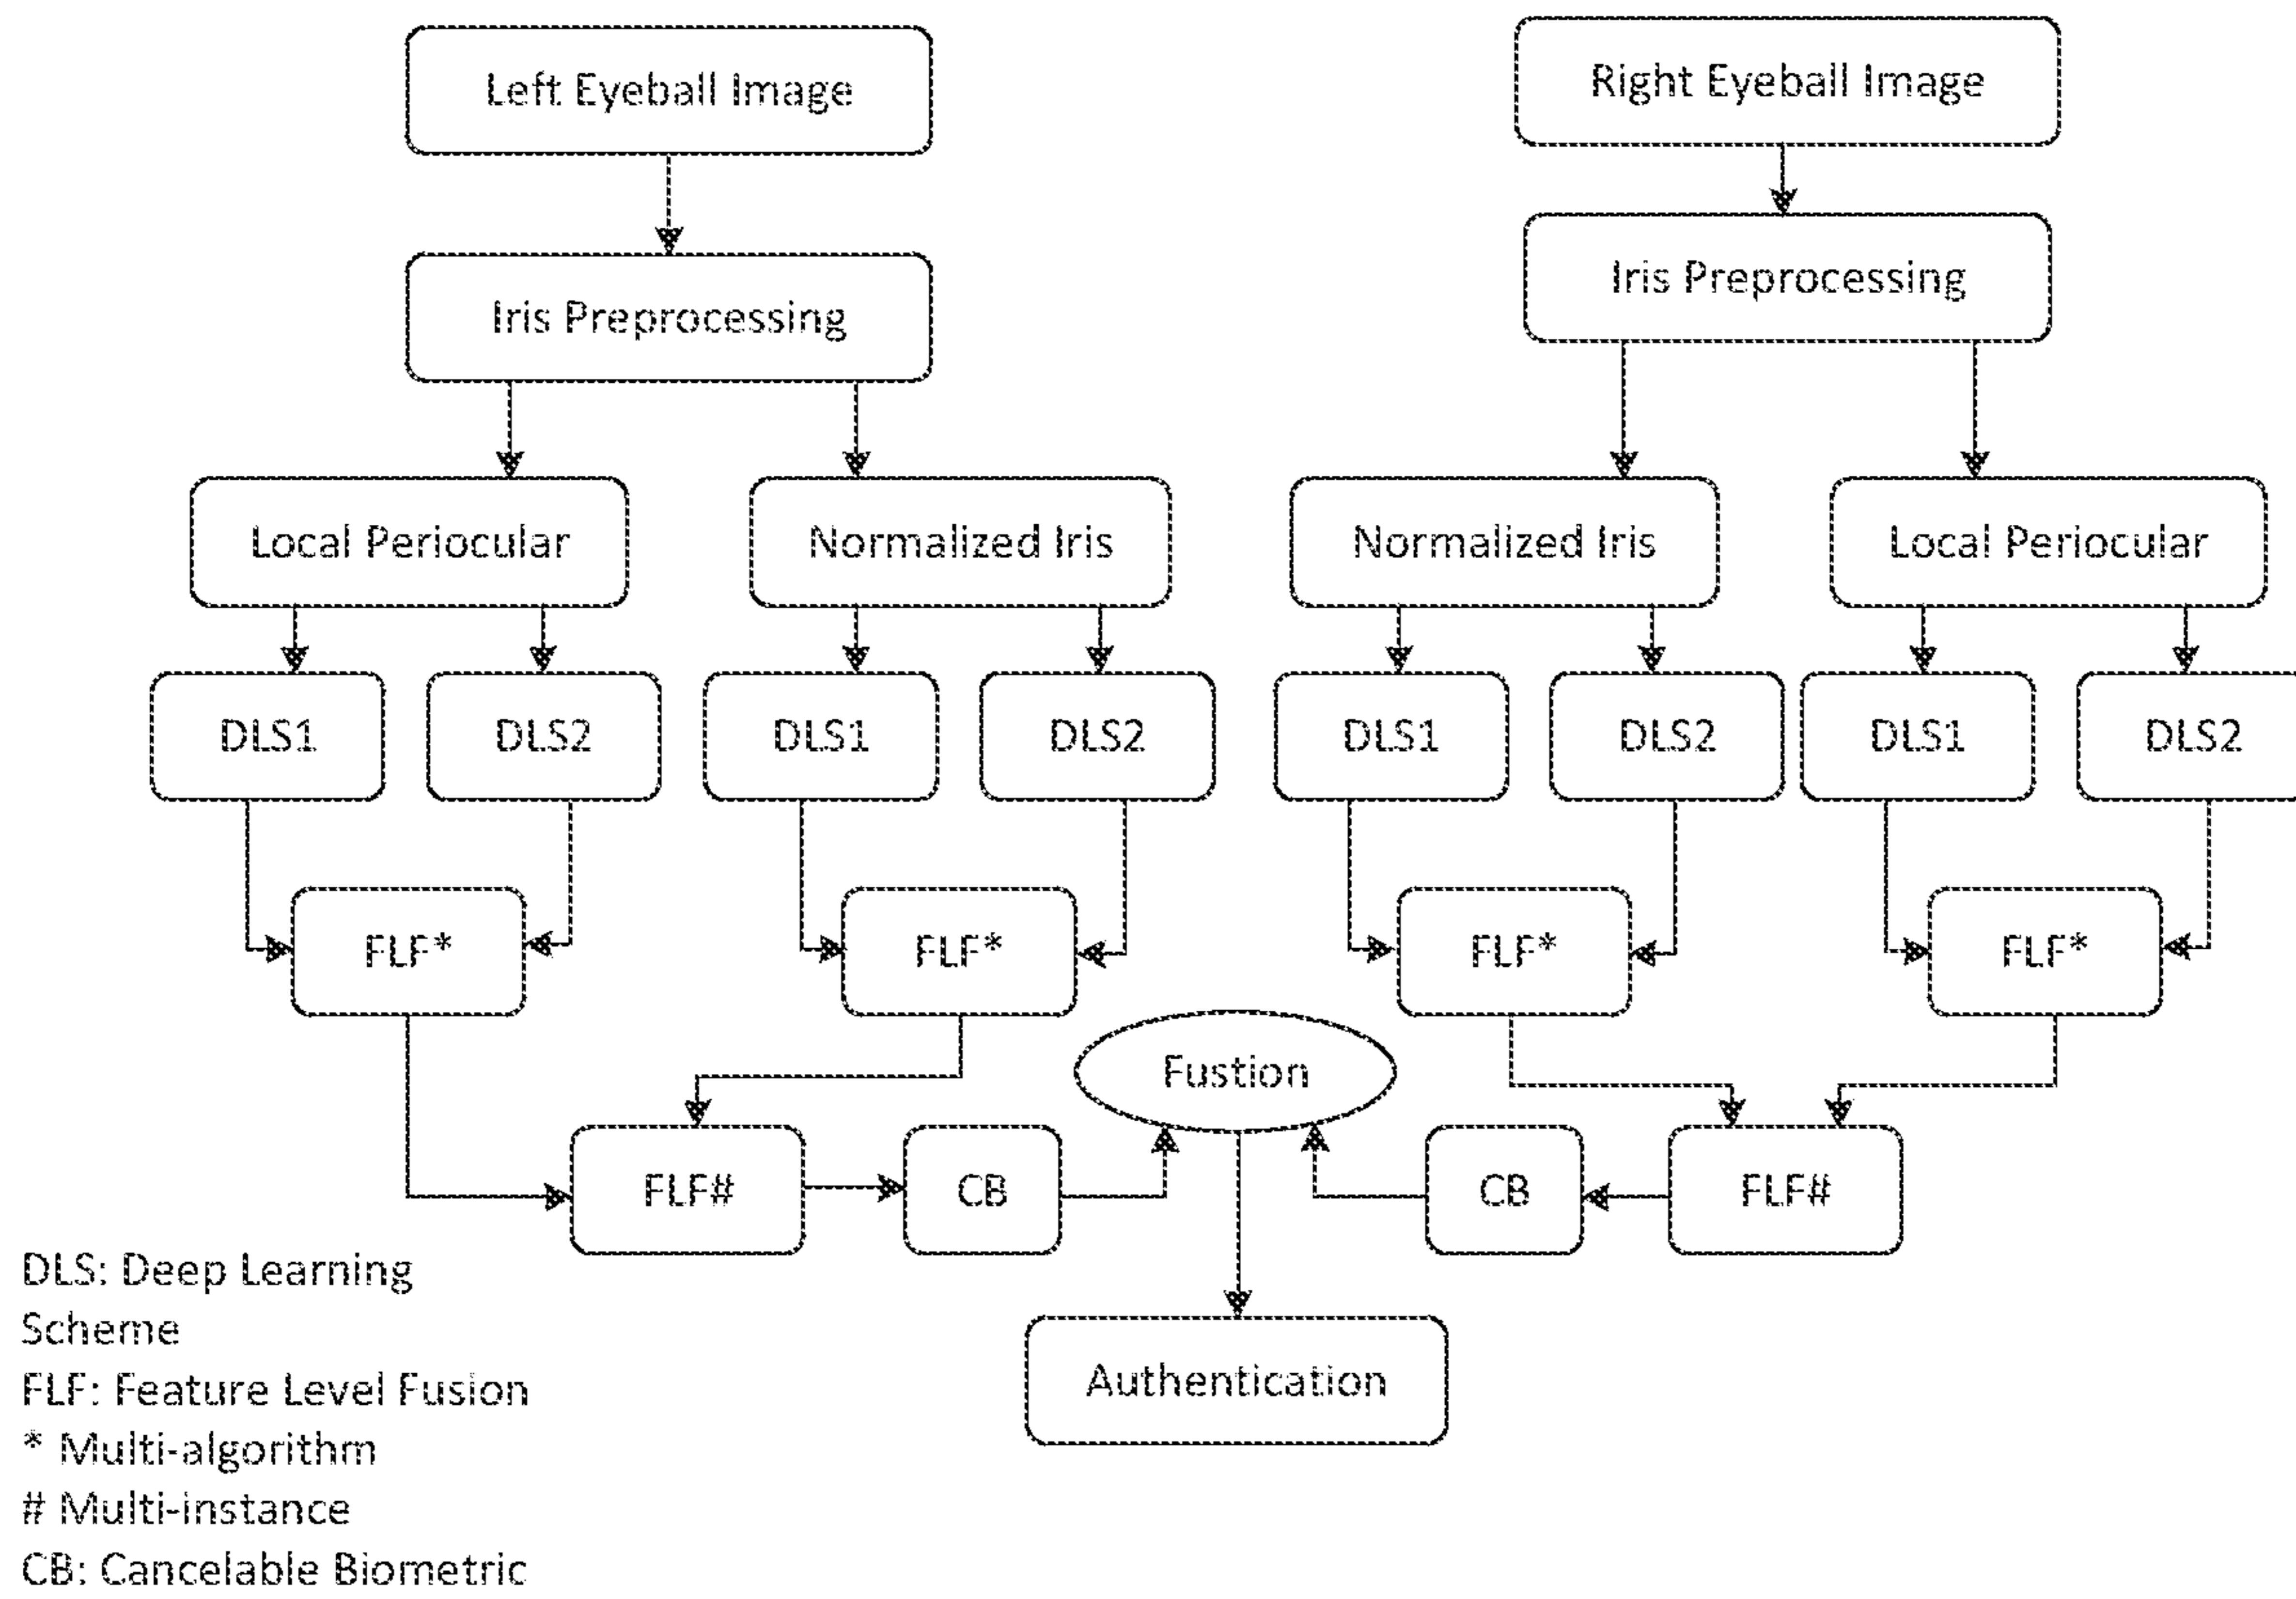 Left Eyeball Image
Right Eyeball Image
Iris Preprocessing
Iris Preprocessing
Local Periocular
Normalized Iris
Normalized Iris
Local Periocular
DLS1
DLS2
DLS1
DLS2
DLS1
DLS2
DLS1
DLS2
FLF*
FLF*
FLF*
FLF*
Fustion
FLF#
CB
CB
FLF#
Authentication
DLS: Deep Learning
Scheme
FLF: Feature Level Fusion
* Multi-algorithm
# Multi-instance
CB: Cancelable Biometric